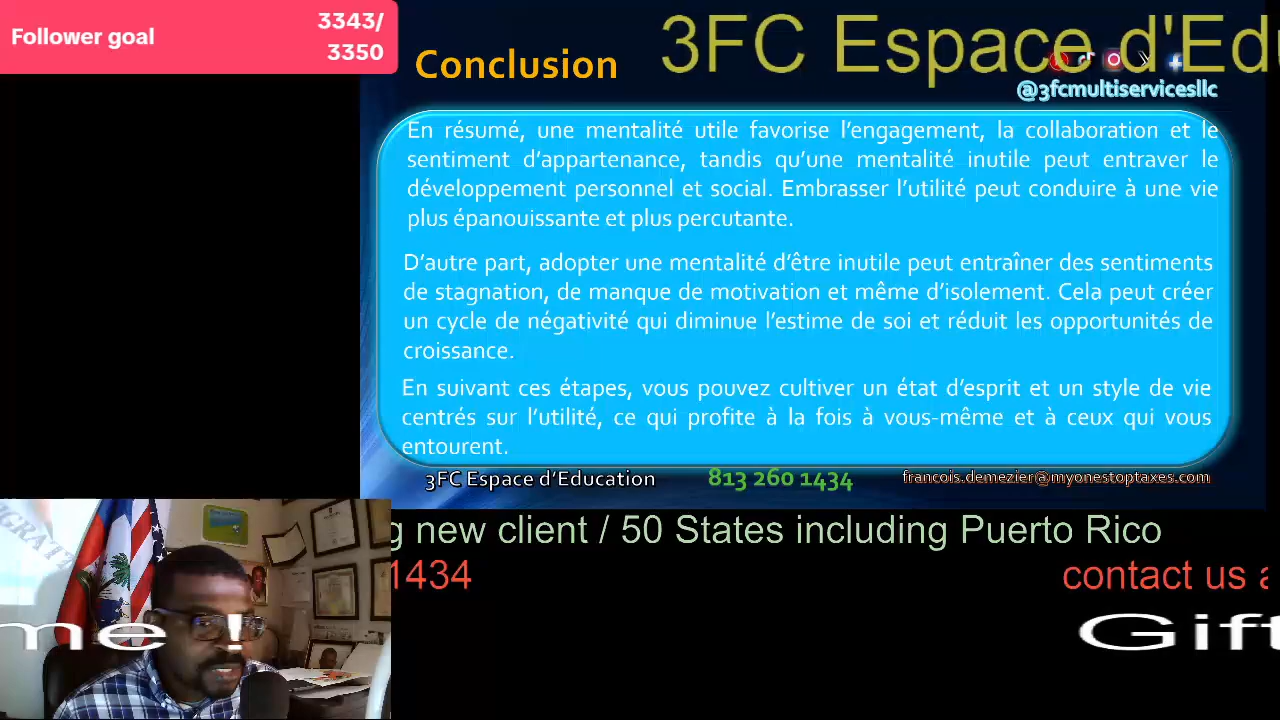 Follower goal
3343/
3350
3FC Espace d'Edu
Conclusion
@3fcmultiservicesllc
En résumé, une mentalité utile favorise l'engagement, la collaboration et le
sentiment d'appartenance, tandis qu'une mentalité inutile peut entraver le
développement personnel et social. Embrasser l'utilité peut conduire à une vie
plus épanouissante et plus percutante.
D'autre part, adopter une mentalité d'être inutile peut entraîner des sentiments
de stagnation, de manque de motivation et même d'isolement. Cela peut créer
un cycle de négativité qui diminue l'estime de soi et réduit les opportunités de
croissance.
En suivant ces étapes, vous pouvez cultiver un état d'esprit et un style de vie
centrés sur l'utilité, ce qui profite à la fois à vous-même et à ceux qui vous
entourent.
3FC Espace d'Education 813 260 1434 francois.demezier@myonestoptaxes.com
g new client / 50 States including Puerto Rico
1434 contact us a
me ! Gift